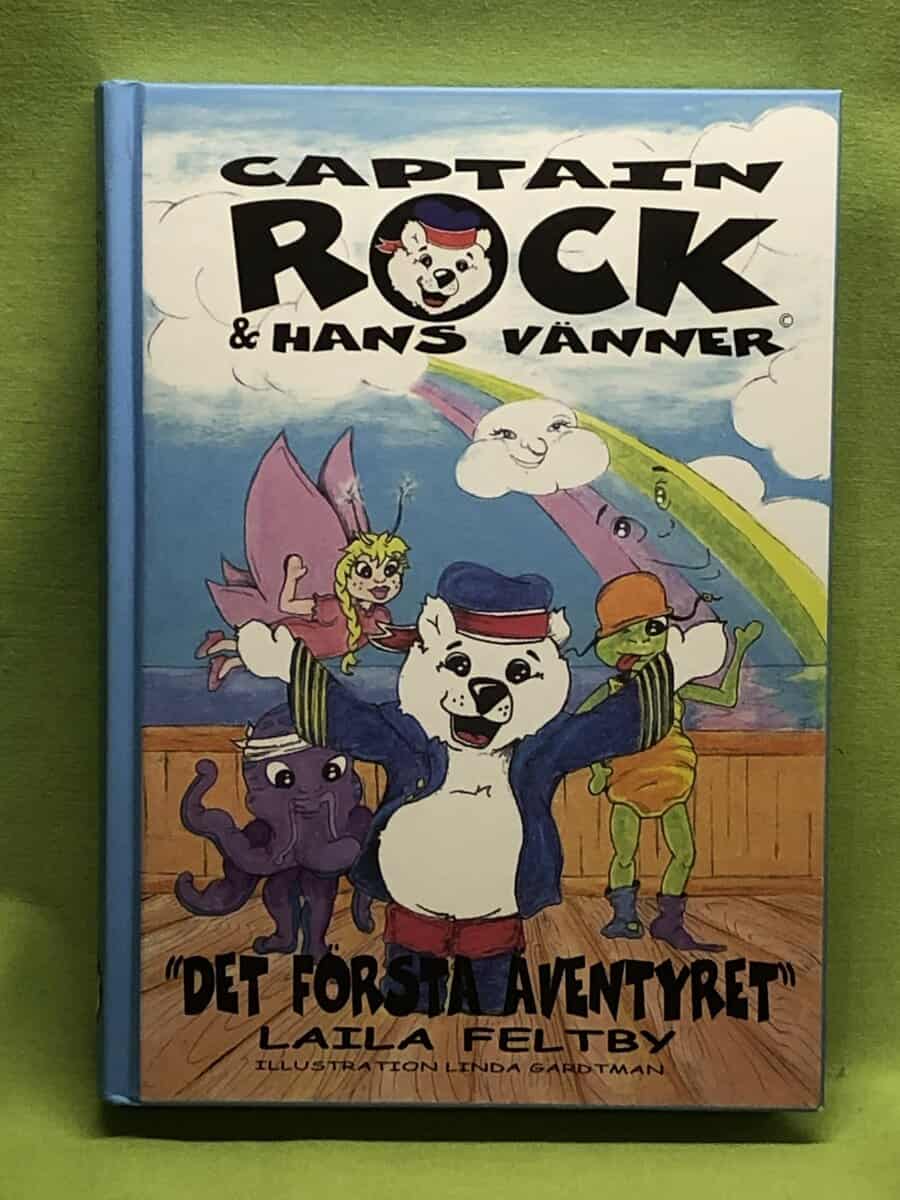 CAPTAIN
ROCK
& HANS VÄNNER©
"DET FÖRSTA ÄVENTYRET"
LAILA FELTBY
ILLUSTRATION LINDA GARDTMAN